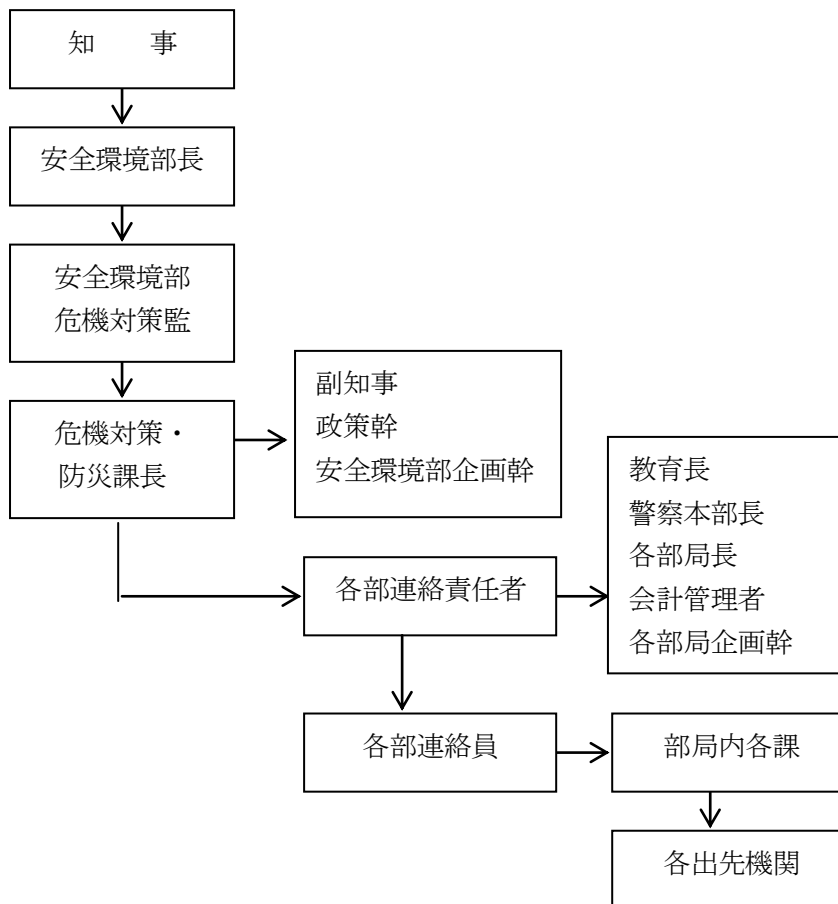 知　　事
安全環境部長
安全環境部
危機対策監
危機対策・
防災課長
副知事
政策幹
安全環境部企画幹
教育長
警察本部長
各部局長
会計管理者
各部局企画幹
各部連絡責任者
各部連絡員
部局内各課
各出先機関